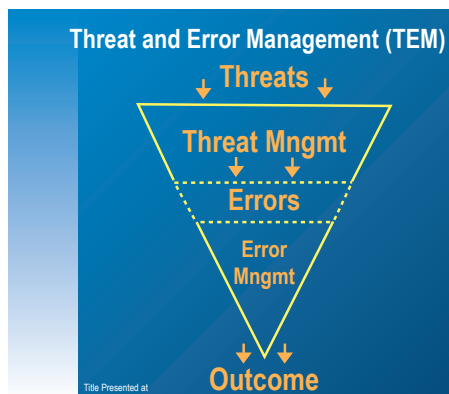 Threat and Error Management (TEM)
Threats
Threat Mngmt
Errors
Error
Mngmt
Outcome
Title Presented at